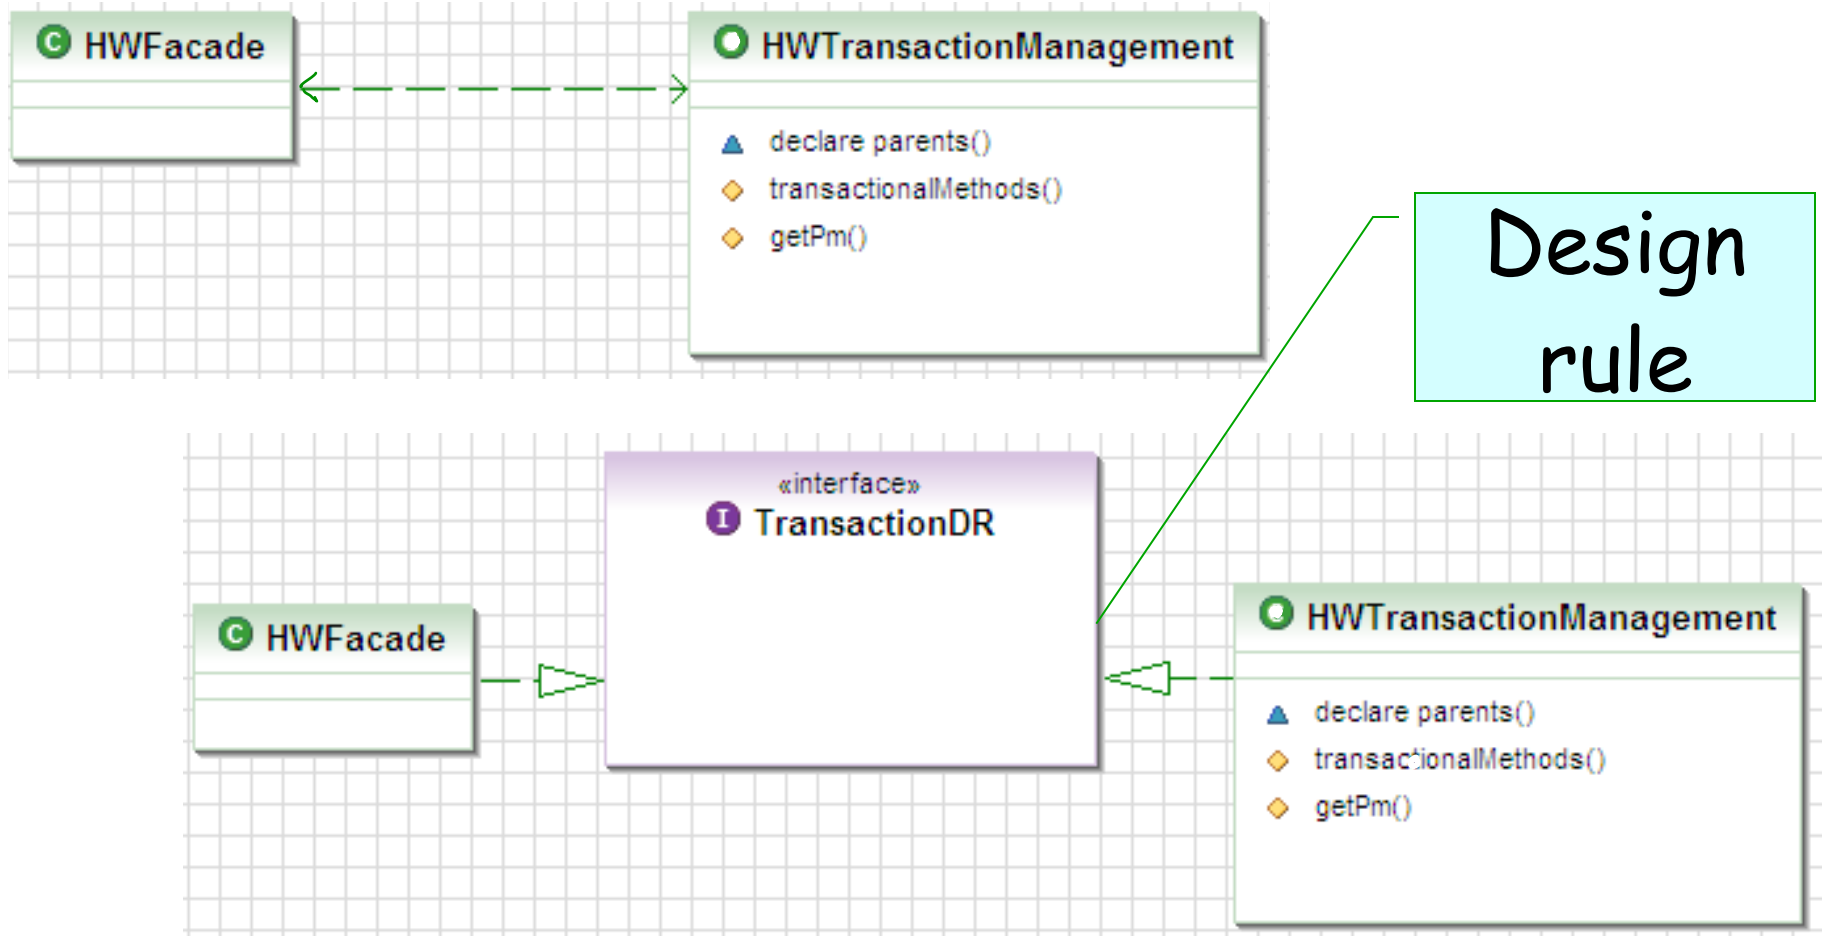 HWFacade
HWTransactionManagement
declare parents()
transactionalMethods()
getPm()
Design
rule
«interface»
TransactionDR
HWFacade
HWTransactionManagement
declare parents()
transactionalMethods()
getPm()